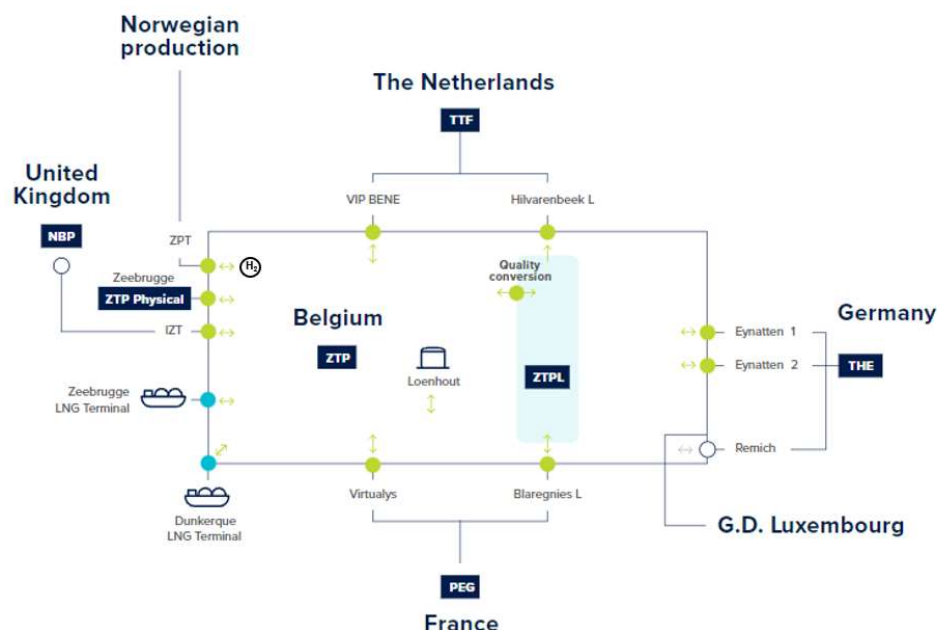 Norwegian
production
The Netherlands
TTF
United
Kingdom
NBP
VIP BENE
Hilvarenbeek L
ZPT
H₂
Quality
conversion
Zeebrugge
ZTP Physical
Belgium
Germany
IZT
ZTP
Loenhout
ZTPL
Eynatten 1
Eynatten 2
THE
Zeebrugge
LNG Terminal
Remich
Virtualys
Blaregnies L
Dunkerque
LNG Terminal
G.D. Luxembourg
PEG
France